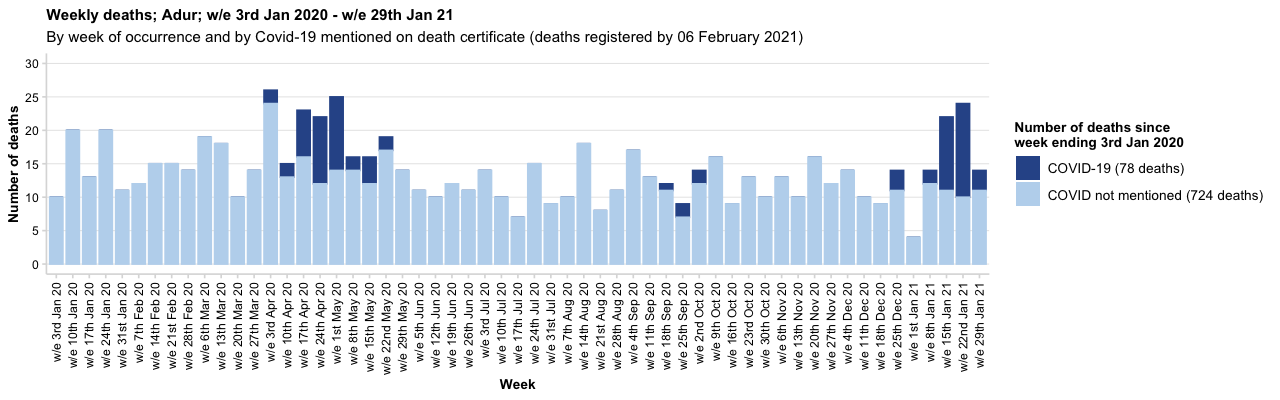 Weekly deaths; Adur; w/e 3rd Jan 2020 - w/e 29th Jan 21
By week of occurrence and by Covid-19 mentioned on death certificate (deaths registered by 06 February 2021)
Number of deaths
30
25
20
15
10
5
0
w/e 3rd Jan 20
w/e 10th Jan 20
w/e 17th Jan 20
w/e 24th Jan 20
w/e 31st Jan 20
w/e 7th Feb 20
w/e 14th Feb 20
w/e 21st Feb 20
w/e 28th Feb 20
w/e 6th Mar 20
w/e 13th Mar 20
w/e 20th Mar 20
w/e 27th Mar 20
w/e 3rd Apr 20
w/e 10th Apr 20
w/e 17th Apr 20
w/e 24th Apr 20
w/e 1st May 20
w/e 8th May 20
w/e 15th May 20
w/e 22nd May 20
w/e 29th May 20
w/e 5th Jun 20
w/e 12th Jun 20
w/e 19th Jun 20
w/e 26th Jun 20
w/e 3rd Jul 20
w/e 10th Jul 20
w/e 17th Jul 20
w/e 24th Jul 20
w/e 31st Jul 20
w/e 7th Aug 20
w/e 14th Aug 20
w/e 21st Aug 20
w/e 28th Aug 20
w/e 4th Sep 20
w/e 11th Sep 20
w/e 18th Sep 20
w/e 25th Sep 20
w/e 2nd Oct 20
w/e 9th Oct 20
w/e 16th Oct 20
w/e 23rd Oct 20
w/e 30th Oct 20
w/e 6th Nov 20
w/e 13th Nov 20
w/e 20th Nov 20
w/e 27th Nov 20
w/e 4th Dec 20
w/e 11th Dec 20
w/e 18th Dec 20
w/e 25th Dec 20
w/e 1st Jan 21
w/e 8th Jan 21
w/e 15th Jan 21
w/e 22nd Jan 21
w/e 29th Jan 21
Week
Number of deaths since
week ending 3rd Jan 2020
COVID-19 (78 deaths)
COVID not mentioned (724 deaths)